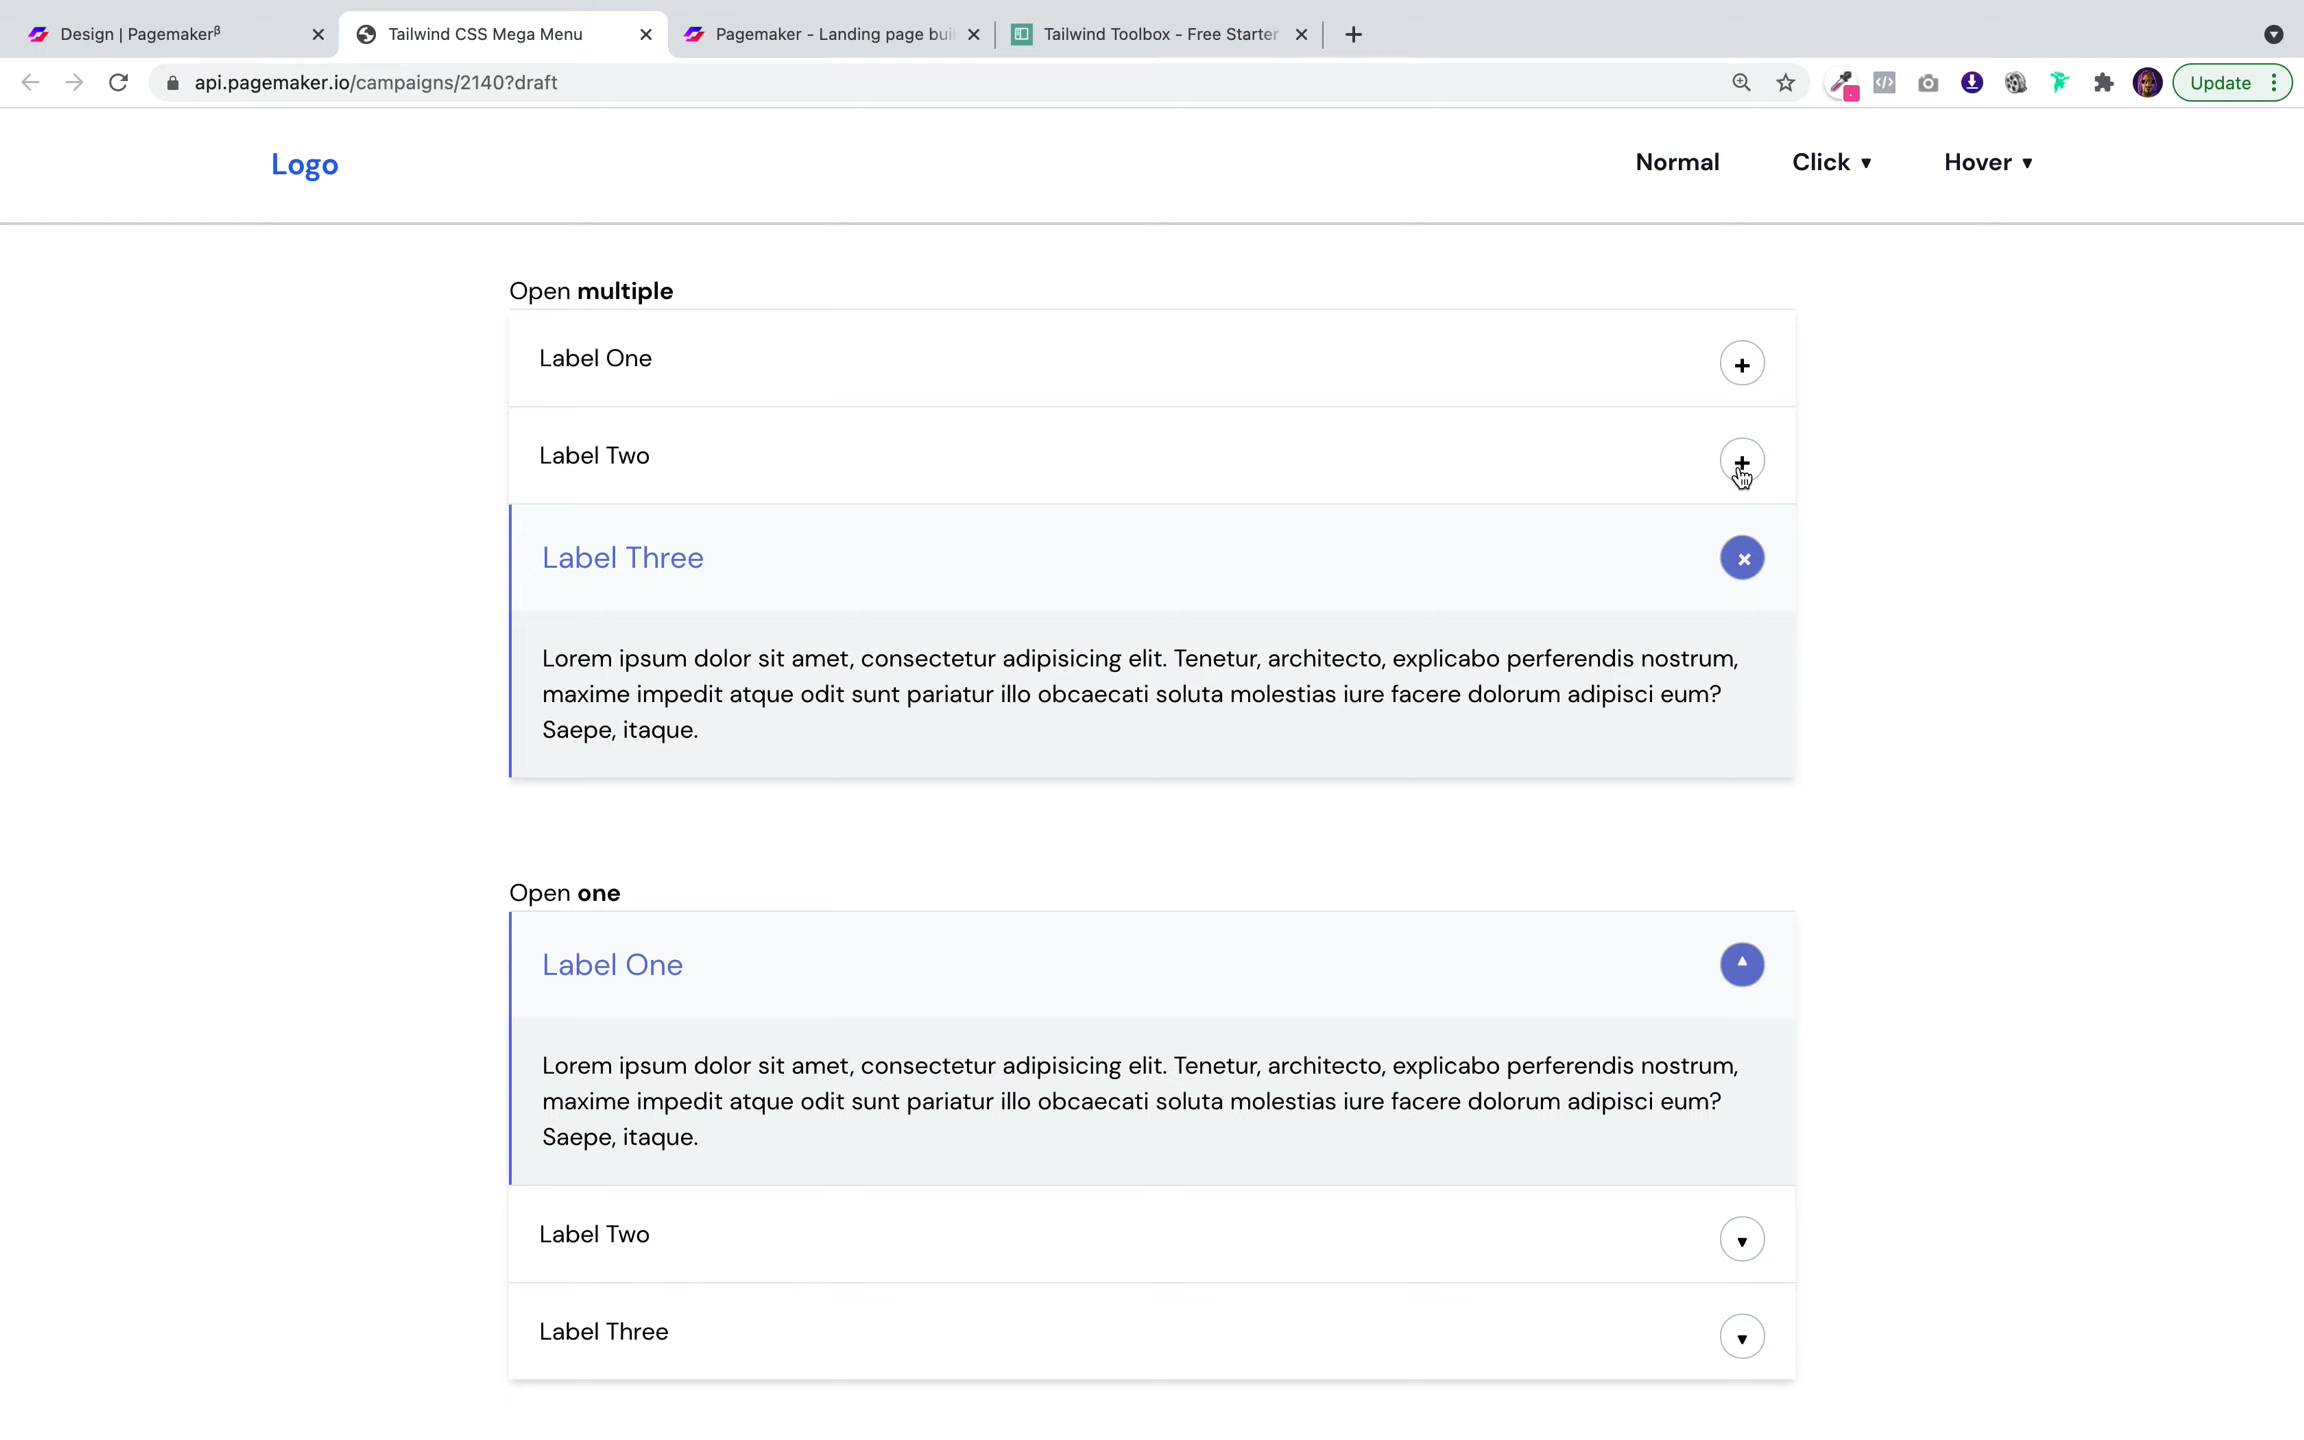 Design | Pagemakerᵝ
Tailwind CSS Mega Menu
Pagemaker - Landing page buil
Tailwind Toolbox - Free Starter
api.pagemaker.io/campaigns/2140?draft
Update
Logo
Normal
Click ▼
Hover ▼
Open multiple
Label One
Label Two
Label Three
Lorem ipsum dolor sit amet, consectetur adipisicing elit. Tenetur, architecto, explicabo perferendis nostrum,
maxime impedit atque odit sunt pariatur illo obcaecati soluta molestias iure facere dolorum adipisci eum?
Saepe, itaque.
Open one
Label One
Lorem ipsum dolor sit amet, consectetur adipisicing elit. Tenetur, architecto, explicabo perferendis nostrum,
maxime impedit atque odit sunt pariatur illo obcaecati soluta molestias iure facere dolorum adipisci eum?
Saepe, itaque.
Label Two
Label Three